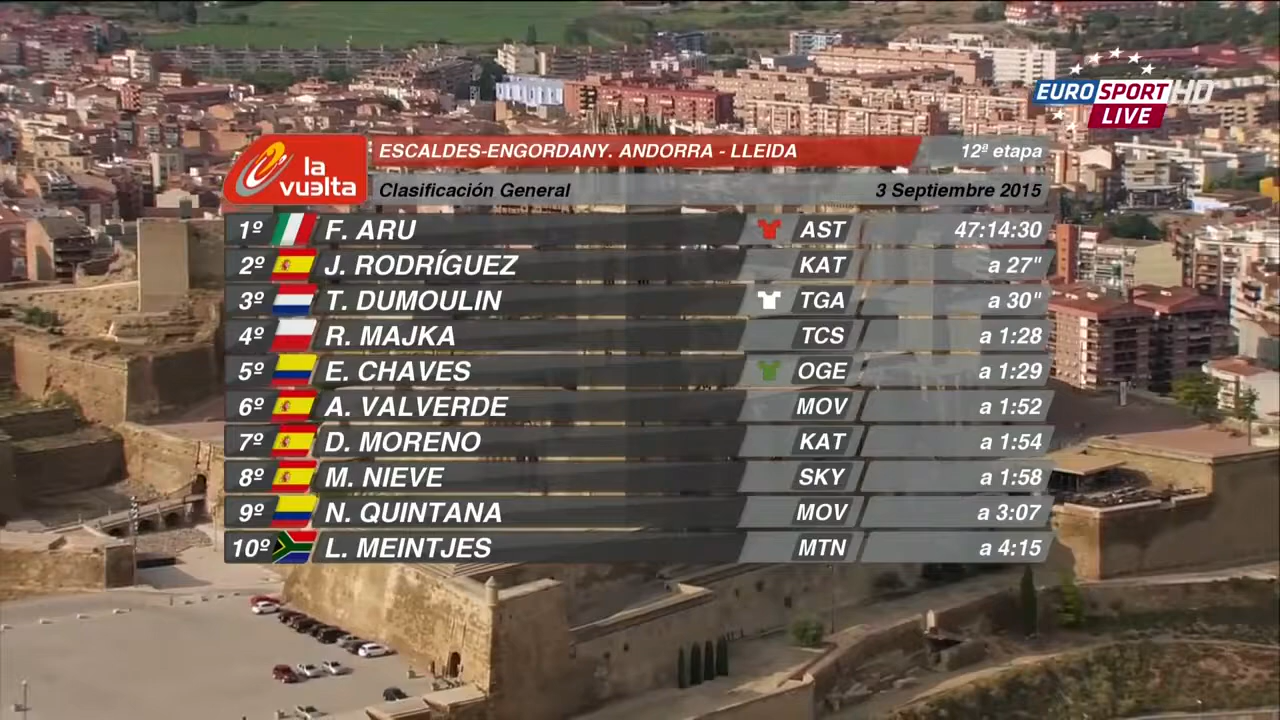 EUROSPORT HD
LIVE
la vuelta
ESCALDES-ENGORDANY. ANDORRA - LLEIDA 12ª etapa
Clasificación General 3 Septiembre 2015
1º F. ARU AST 47:14:30
2º J. RODRÍGUEZ KAT a 27"
3º T. DUMOULIN TGA a 30"
4º R. MAJKA TCS a 1:28
5º E. CHAVES OGE a 1:29
6º A. VALVERDE MOV a 1:52
7º D. MORENO KAT a 1:54
8º M. NIEVE SKY a 1:58
9º N. QUINTANA MOV a 3:07
10º L. MEINTJES MTN a 4:15